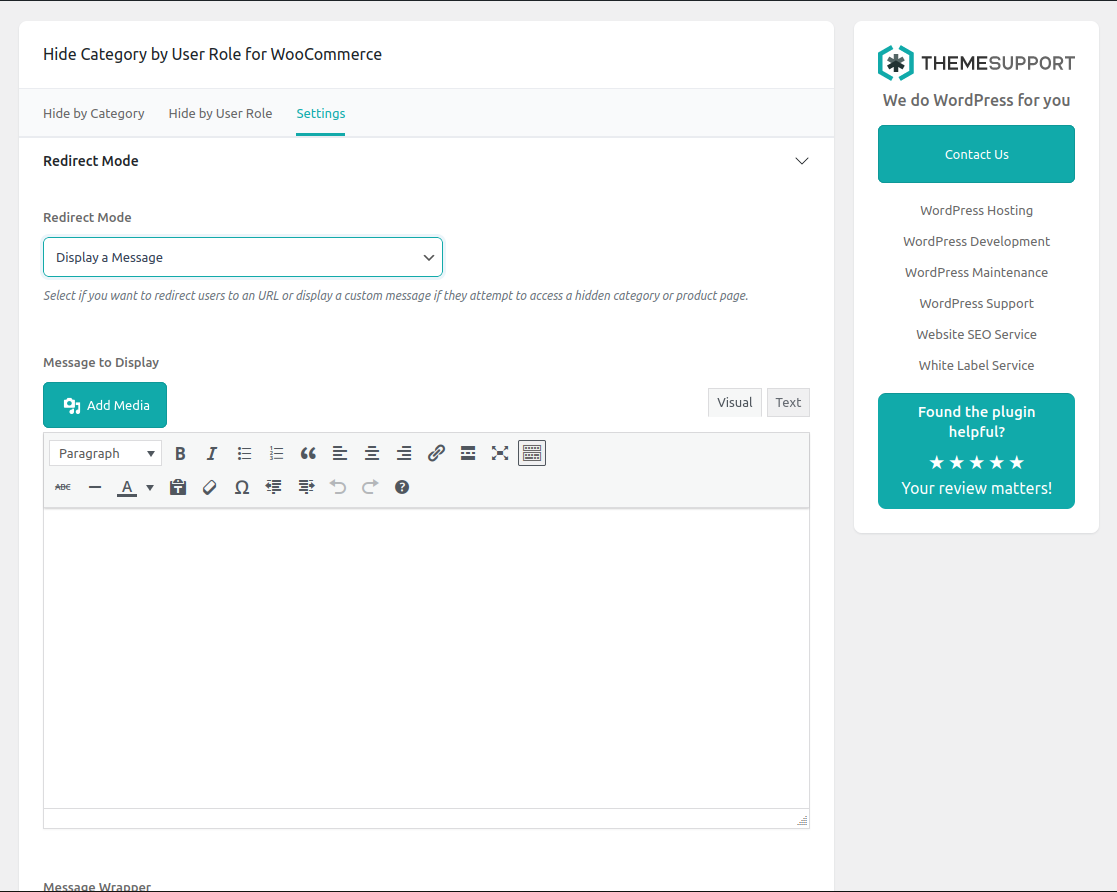 Hide Category by User Role for WooCommerce
Hide by Category Hide by User Role Settings
Redirect Mode
Redirect Mode
Display a Message
Select if you want to redirect users to an URL or display a custom message if they attempt to access a hidden category or product page.
Message to Display
Add Media
Visual Text
Paragraph
ABC
Message Wrapper
THEMESUPPORT
We do WordPress for you
Contact Us
WordPress Hosting
WordPress Development
WordPress Maintenance
WordPress Support
Website SEO Service
White Label Service
Found the plugin
helpful?
Your review matters!